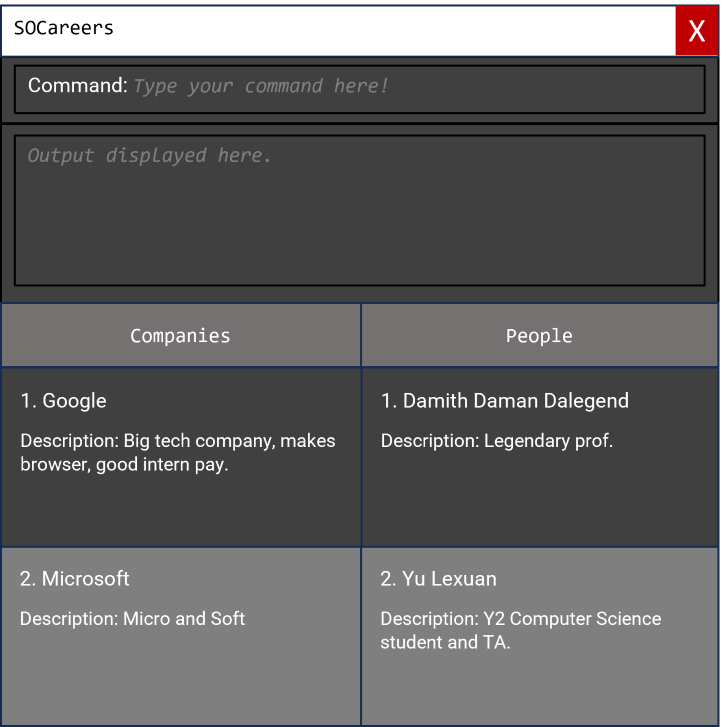 SOCareers
X
Command: Type your command here!
Output displayed here.
Companies
People
1. Google
Description: Big tech company, makes
browser, good intern pay.
1. Damith Daman Dalegend
Description: Legendary prof.
2. Microsoft
Description: Micro and Soft
2. Yu Lexuan
Description: Y2 Computer Science
student and TA.